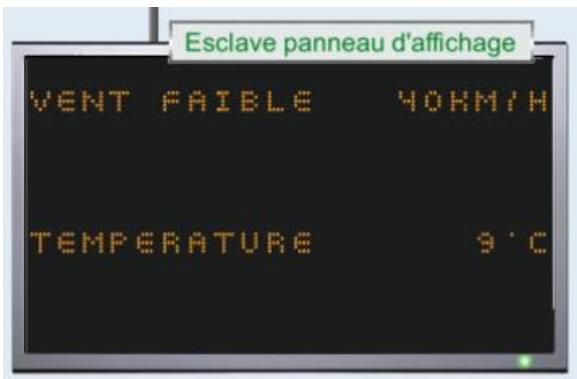 Esclave panneau d'affichage
VENT FAIBLE 40KM/H
TEMPERATURE 9°C